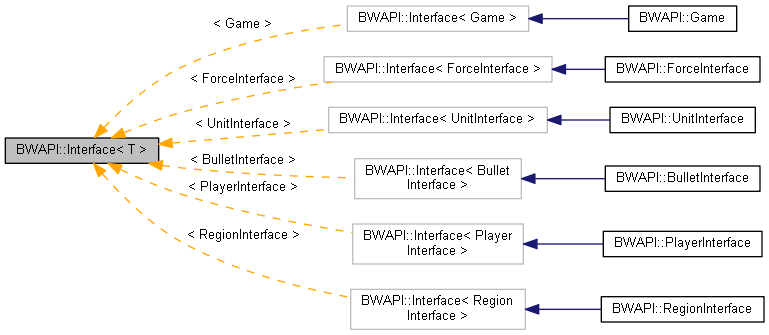 < Game >
BWAPI::Interface< Game >
BWAPI::Game
< ForceInterface >
BWAPI::Interface< ForceInterface >
BWAPI::ForceInterface
< UnitInterface >
BWAPI::Interface< UnitInterface >
BWAPI::UnitInterface
BWAPI::Interface< T >
< BulletInterface >
BWAPI::Interface< Bullet
Interface >
BWAPI::BulletInterface
< PlayerInterface >
BWAPI::Interface< Player
Interface >
BWAPI::PlayerInterface
< RegionInterface >
BWAPI::Interface< Region
Interface >
BWAPI::RegionInterface